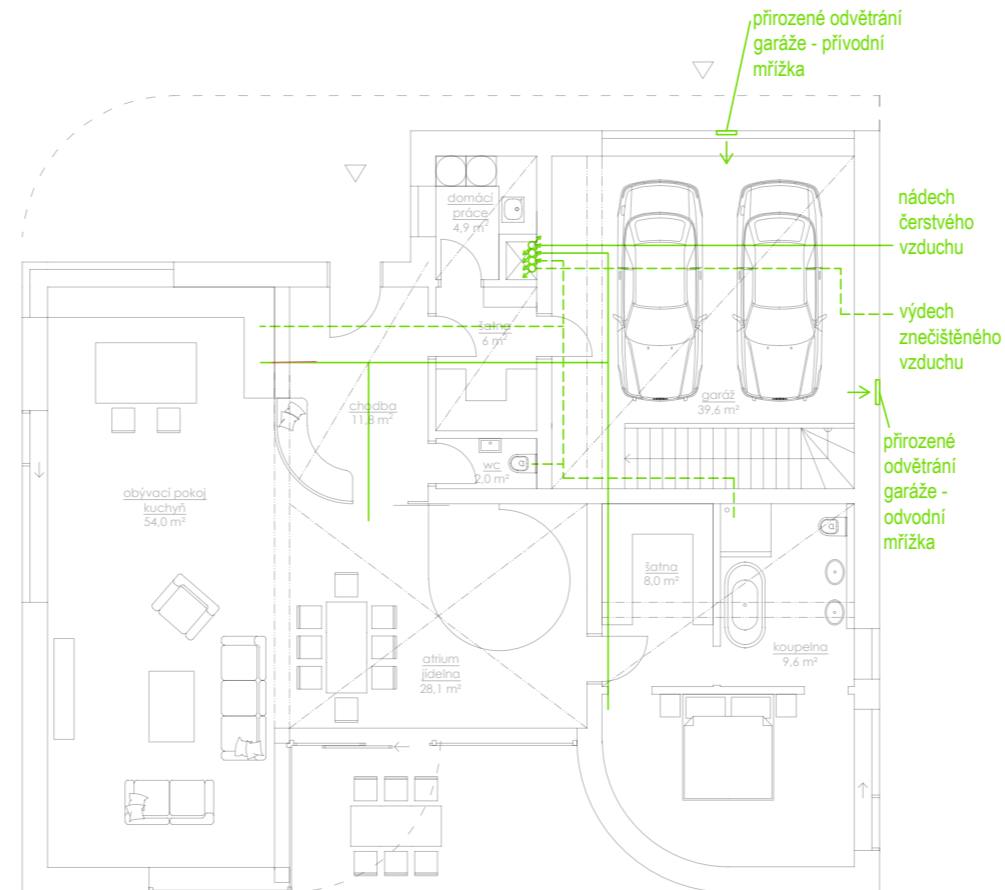 přirozené odvětrání
garáže - přívodní
mřížka
domácí
práce
4,9 m²
nádech
čerstvého
vzduchu
výdech
znečištěného
vzduchu
šatna
6 m²
chodba
11,8 m²
garáž
39,6 m²
přirozené
odvětrání
garáže -
odvodní
mřížka
wc
2,0 m²
obývací pokoj
kuchyň
54,0 m²
šatna
8,0 m²
koupelna
9,6 m²
atrium
jídelna
28,1 m²